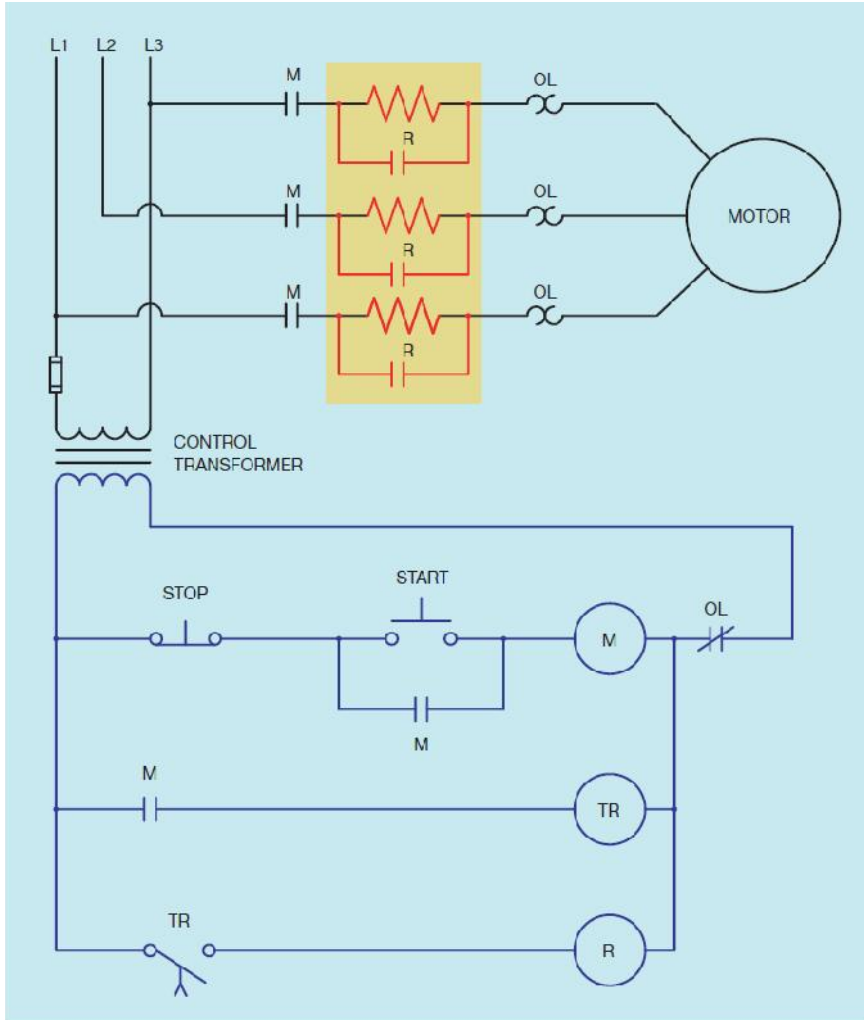 L1 L2 L3
M
OL
R
M
OL
MOTOR
R
M
OL
R
CONTROL
TRANSFORMER
START
STOP
OL
M
M
M
TR
TR
R